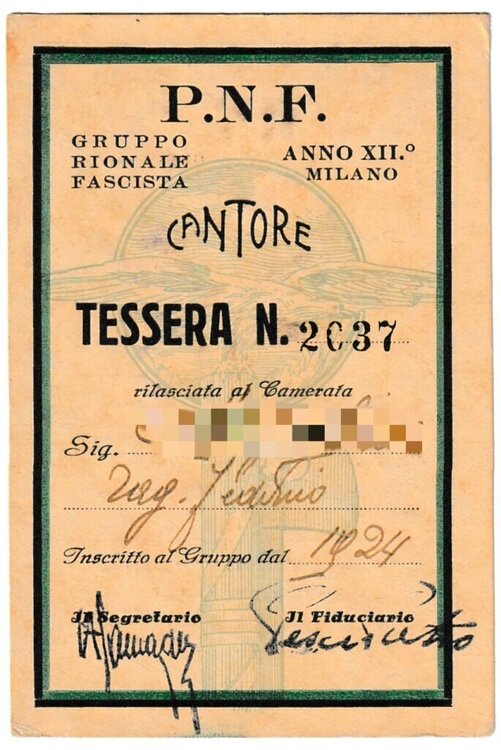 P.N.F.
GRUPPO
RIONALE
FASCISTA
ANNO XII.º
MILANO
CANTORE
TESSERA N. 2037
rilasciata al Camerata
Sig.
rag.
Inscritto al Gruppo dal 1924
Il Segretario Il Fiduciario